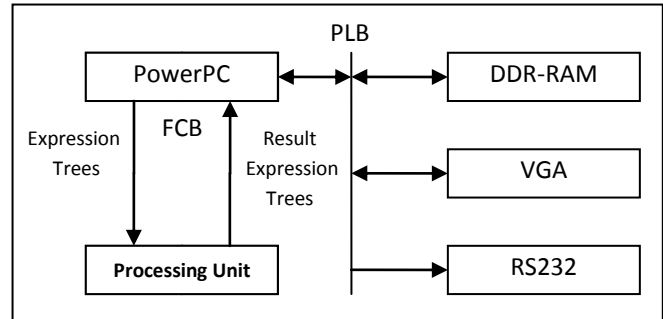 PLB
PowerPC
DDR-RAM
Expression
Trees
FCB
Result
Expression
Trees
VGA
Processing Unit
RS232